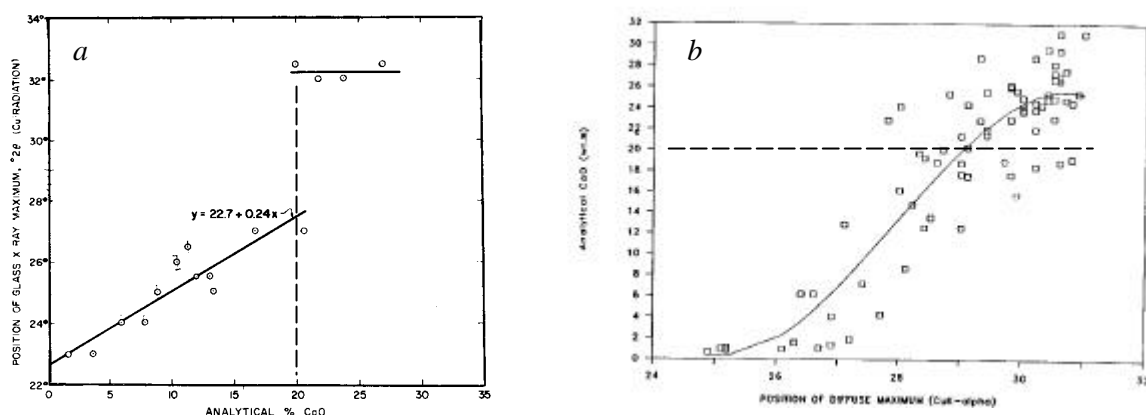 a
POSITION OF GLASS X RAY MAXIMUM, °2θ (Cu RADIATION)
34°
32°
30°
28°
26°
24°
22°
y = 22.7 + 0.24x
0 5 10 15 20 25 30 35
ANALYTICAL % CaO
b
Analytical CaO (wt.%)
32
30
28
26
24
22
20
18
16
14
12
10
8
6
4
2
0
24 26 28 30 32
POSITION OF DIFFUSE MAXIMUM (CuK-alpha)